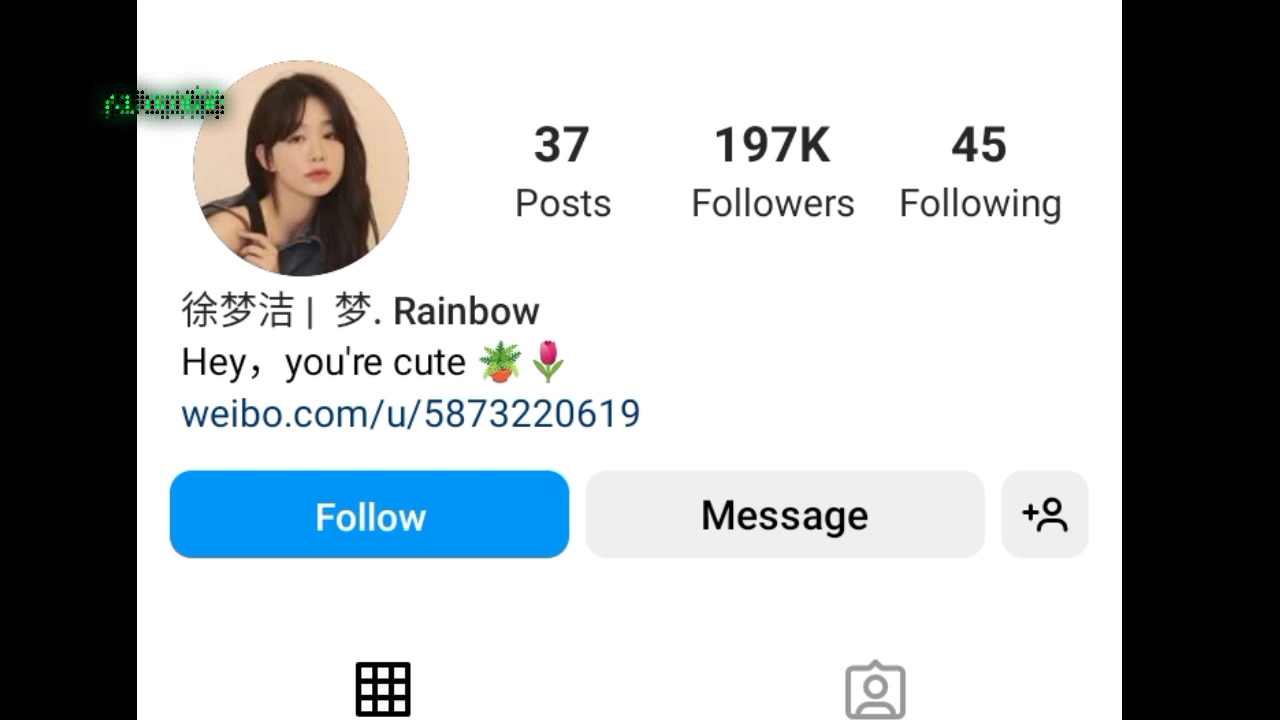 37 197K 45
Posts Followers Following
徐梦洁 | 梦. Rainbow
Hey，you're cute 🪴🌷
weibo.com/u/5873220619
Follow Message